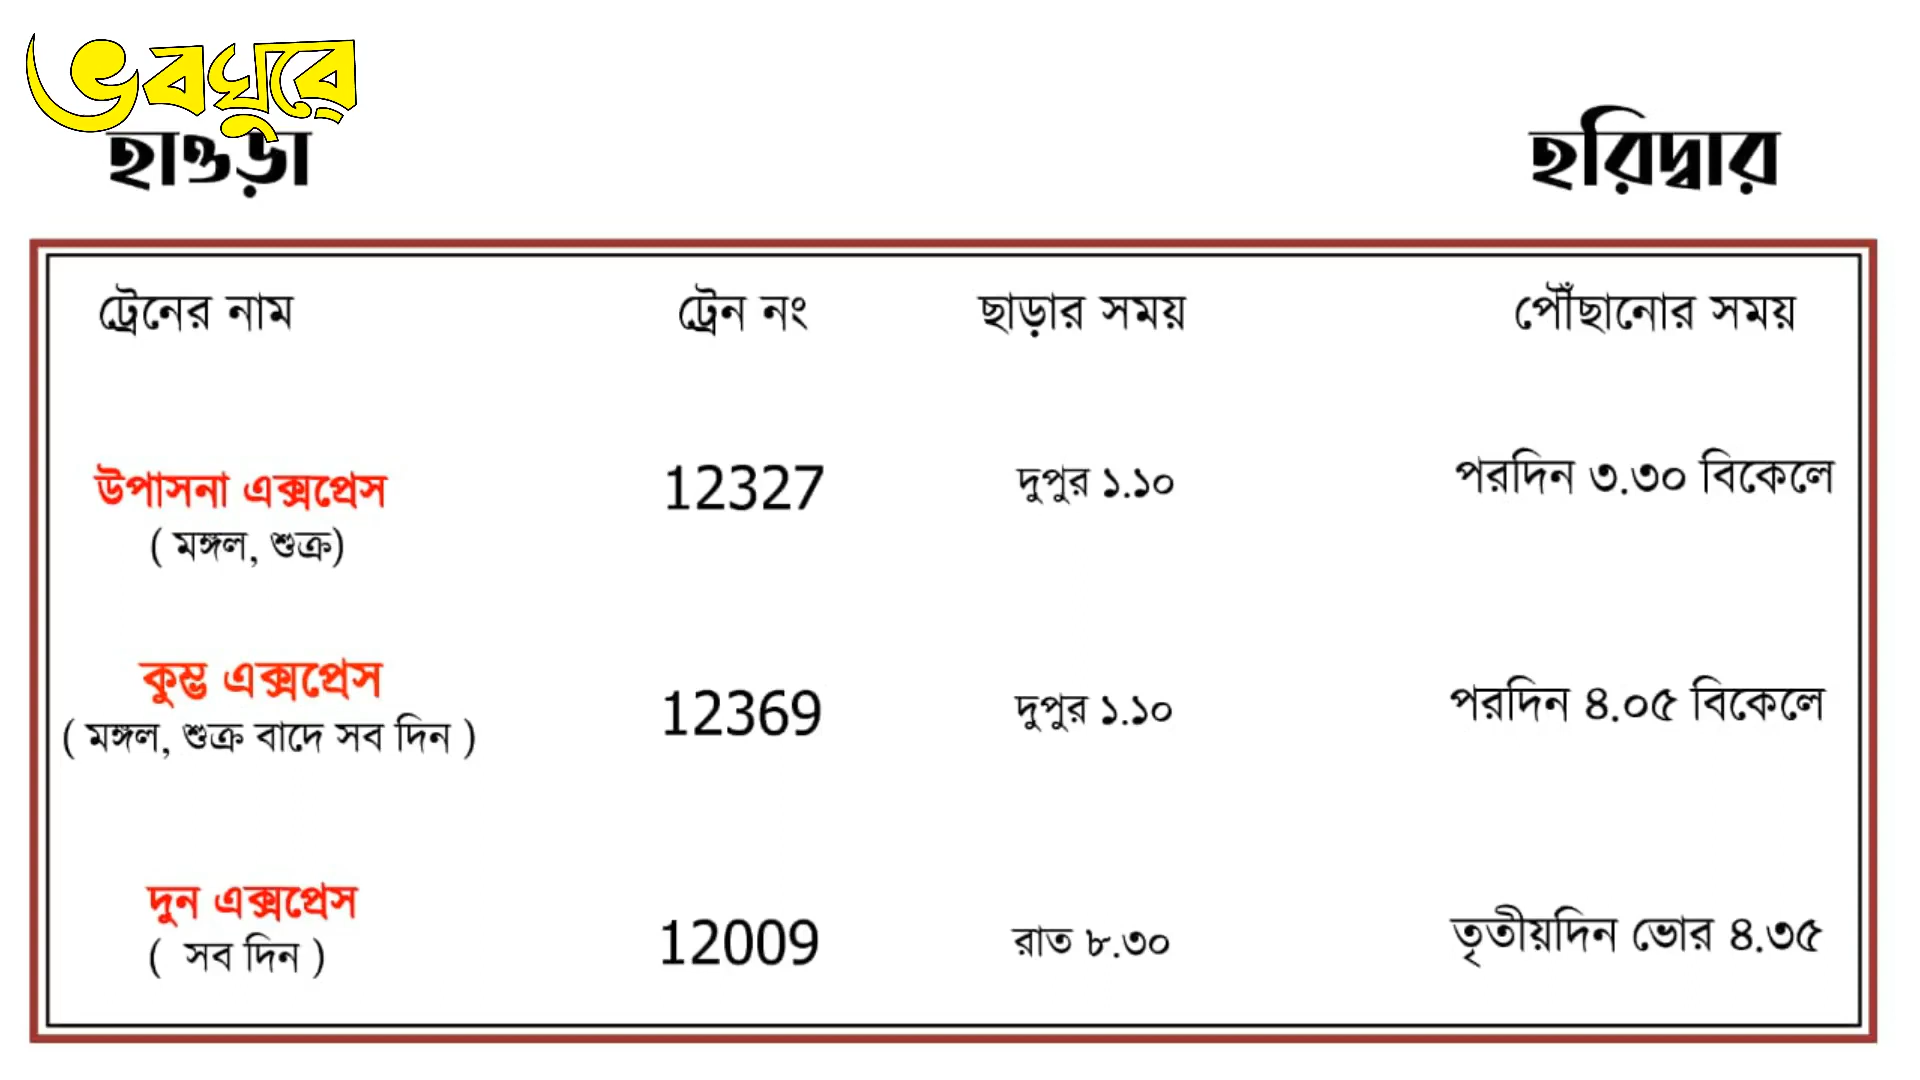 ভবঘুরে
হাওড়া হরিদ্বার
ট্রেনের নাম ট্রেন নং ছাড়ার সময় পৌঁছানোর সময়
উপাসনা এক্সপ্রেস 12327 দুপুর ১.১০ পরদিন ৩.৩০ বিকেলে
( মঙ্গল, শুক্র)
কুম্ভ এক্সপ্রেস 12369 দুপুর ১.১০ পরদিন ৪.০৫ বিকেলে
( মঙ্গল, শুক্র বাদে সব দিন )
দুন এক্সপ্রেস 12009 রাত ৮.৩০ তৃতীয়দিন ভোর ৪.৩৫
( সব দিন )